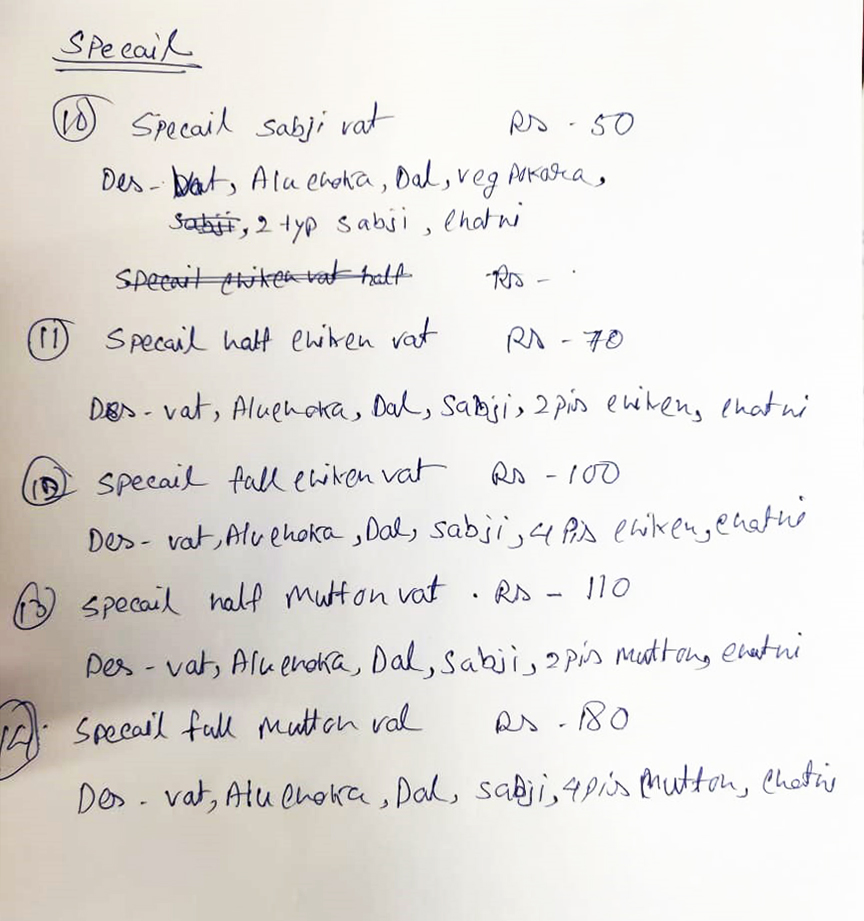 Specail
10 Specail sabji vat Rs - 50
Des - vat, Alu choka, Dal, veg pokora,
sabji, 2 typ sabji, chatni
Specail chiken vat half Rs -
11 Specail half chiken vat Rs - 70
Des - vat, Aluchoka, Dal, Sabji, 2 pis chiken, chatni
12 specail full chiken vat Rs - 100
Des - vat, Aluchoka, Dal, sabji, 4 Pis chiken, chatni
13 specail half Mutton vat . Rs - 110
Des - vat, Alu choka, Dal, Sabji, 2 pis mutton, chatni
14 Specail full Mutton vat Rs - 180
Des - vat, Alu Choka, Dal, sabji, 4 pis Mutton, Chatni